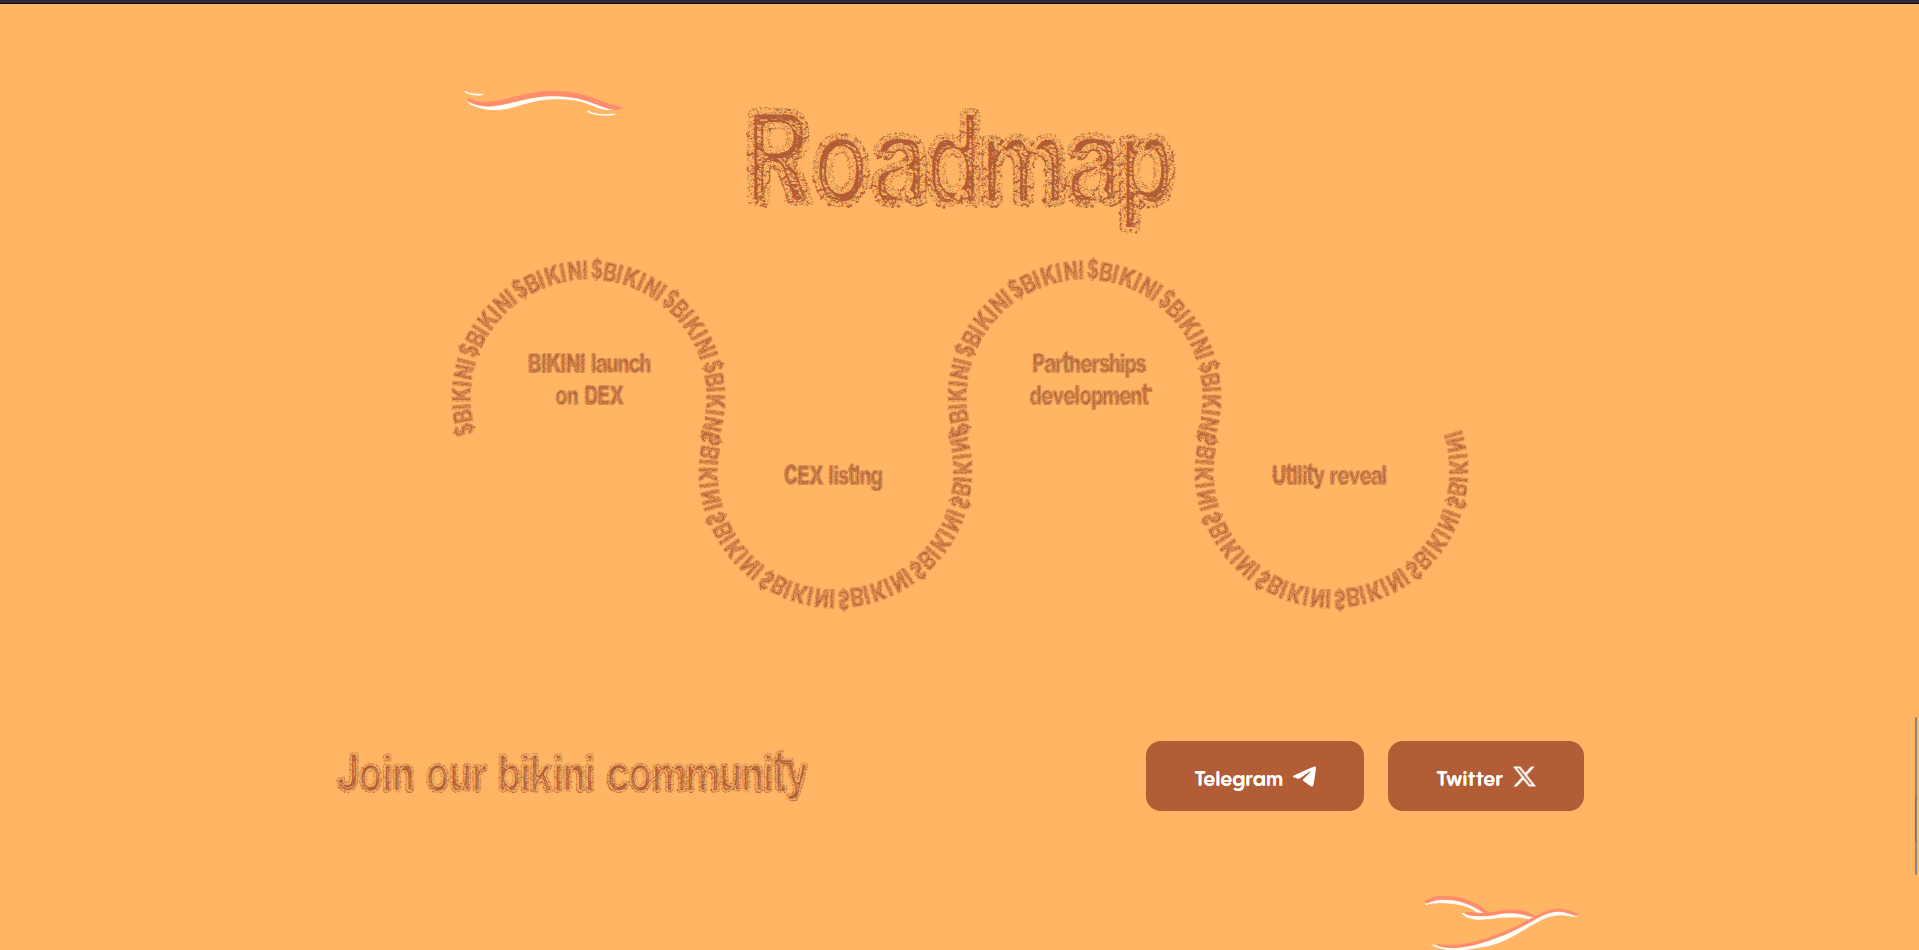 Roadmap
$BIKINI $BIKINI $BIKINI $BIKINI $BIKINI $BIKINI
$BIKINI $BIKINI $BIKINI $BIKINI $BIKINI $BIKINI
$BIKINI $BIKINI $BIKINI $BIKINI $BIKINI $BIKINI
$BIKINI $BIKINI $BIKINI $BIKINI $BIKINI $BIKINI
BIKINI launch
on DEX
Partnerships
development
CEX listing
Utility reveal
Join our bikini community
Telegram
Twitter X